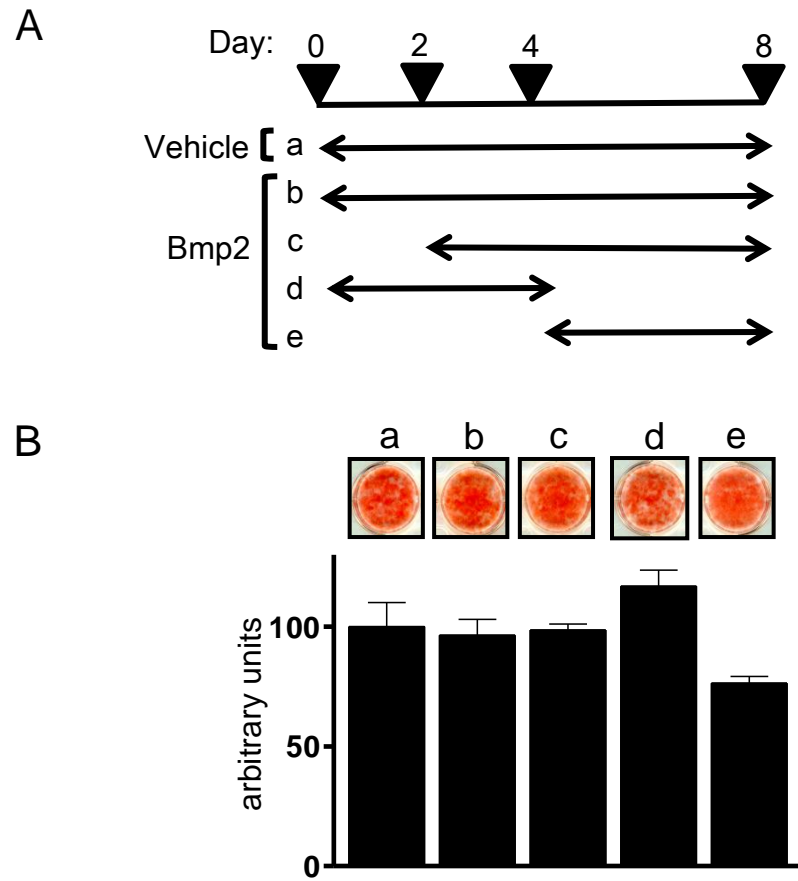 A
Day: 0 2 4 8
Vehicle [ a
b
Bmp2 c
d
e
B
a b c d e
100
arbitrary units
50
0